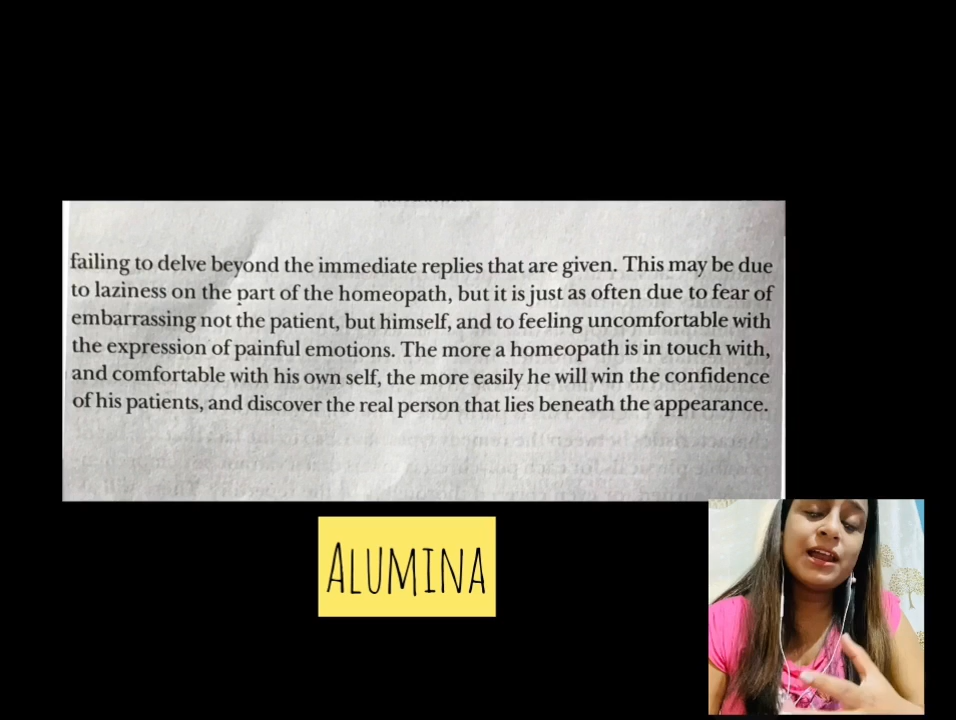 failing to delve beyond the immediate replies that are given. This may be due
to laziness on the part of the homeopath, but it is just as often due to fear of
embarrassing not the patient, but himself, and to feeling uncomfortable with
the expression of painful emotions. The more a homeopath is in touch with,
and comfortable with his own self, the more easily he will win the confidence
of his patients, and discover the real person that lies beneath the appearance.
ALUMINA